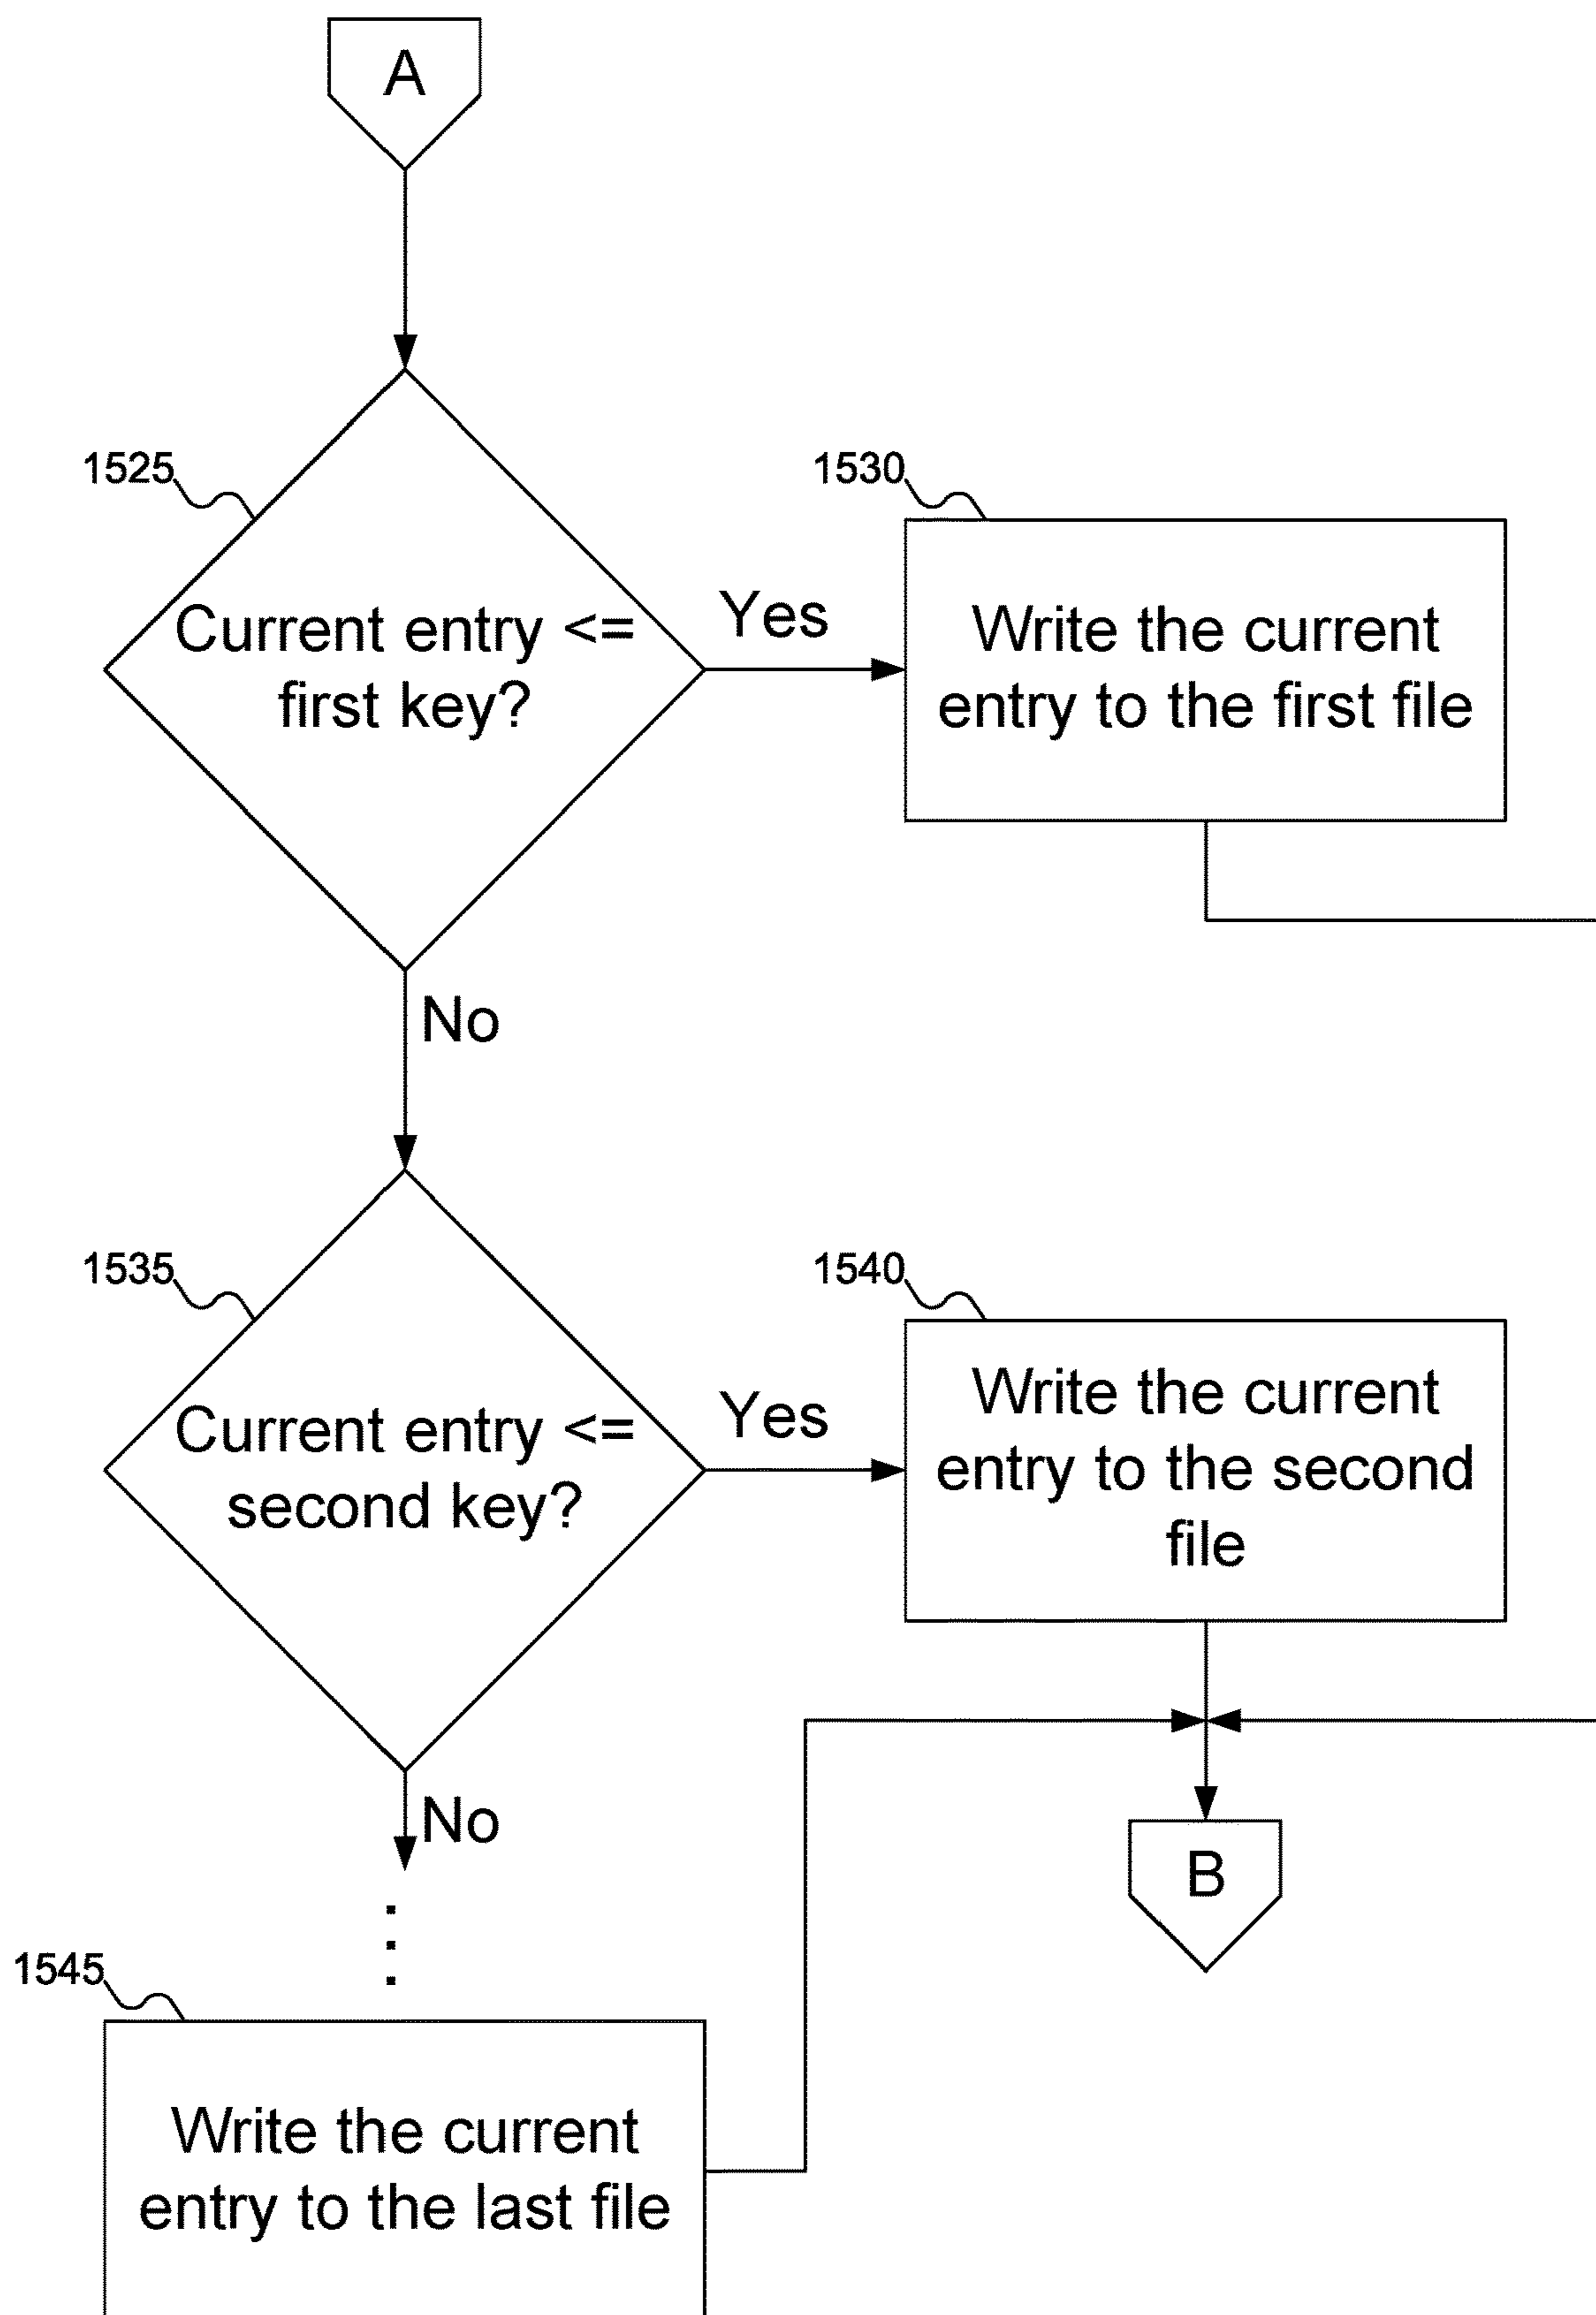 A
1525
Current entry <=
first key?
Yes
1530
Write the current
entry to the first file
No
1535
Current entry <=
second key?
Yes
1540
Write the current
entry to the second
file
No
B
1545
Write the current
entry to the last file